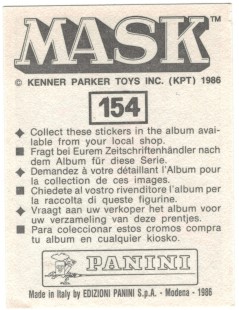 MASK™
© KENNER PARKER TOYS INC. (KPT) 1986
154
Collect these stickers in the album avai-
lable from your local shop.
Fragt bei Eurem Zeitschriftenhändler nach
dem Album für diese Serie.
Demandez à votre détaillant l'Album pour
la collection de ces images.
Chiedete al vostro rivenditore l'album per
la raccolta di queste figurine.
Vraagt aan uw verkoper het album voor
uw verzameling van deze prentjes.
Para coleccionar estos cromos compra
tu album en cualquier kiosko.
PANINI
Made in Italy by EDIZIONI PANINI S.p.A. - Modena - 1986